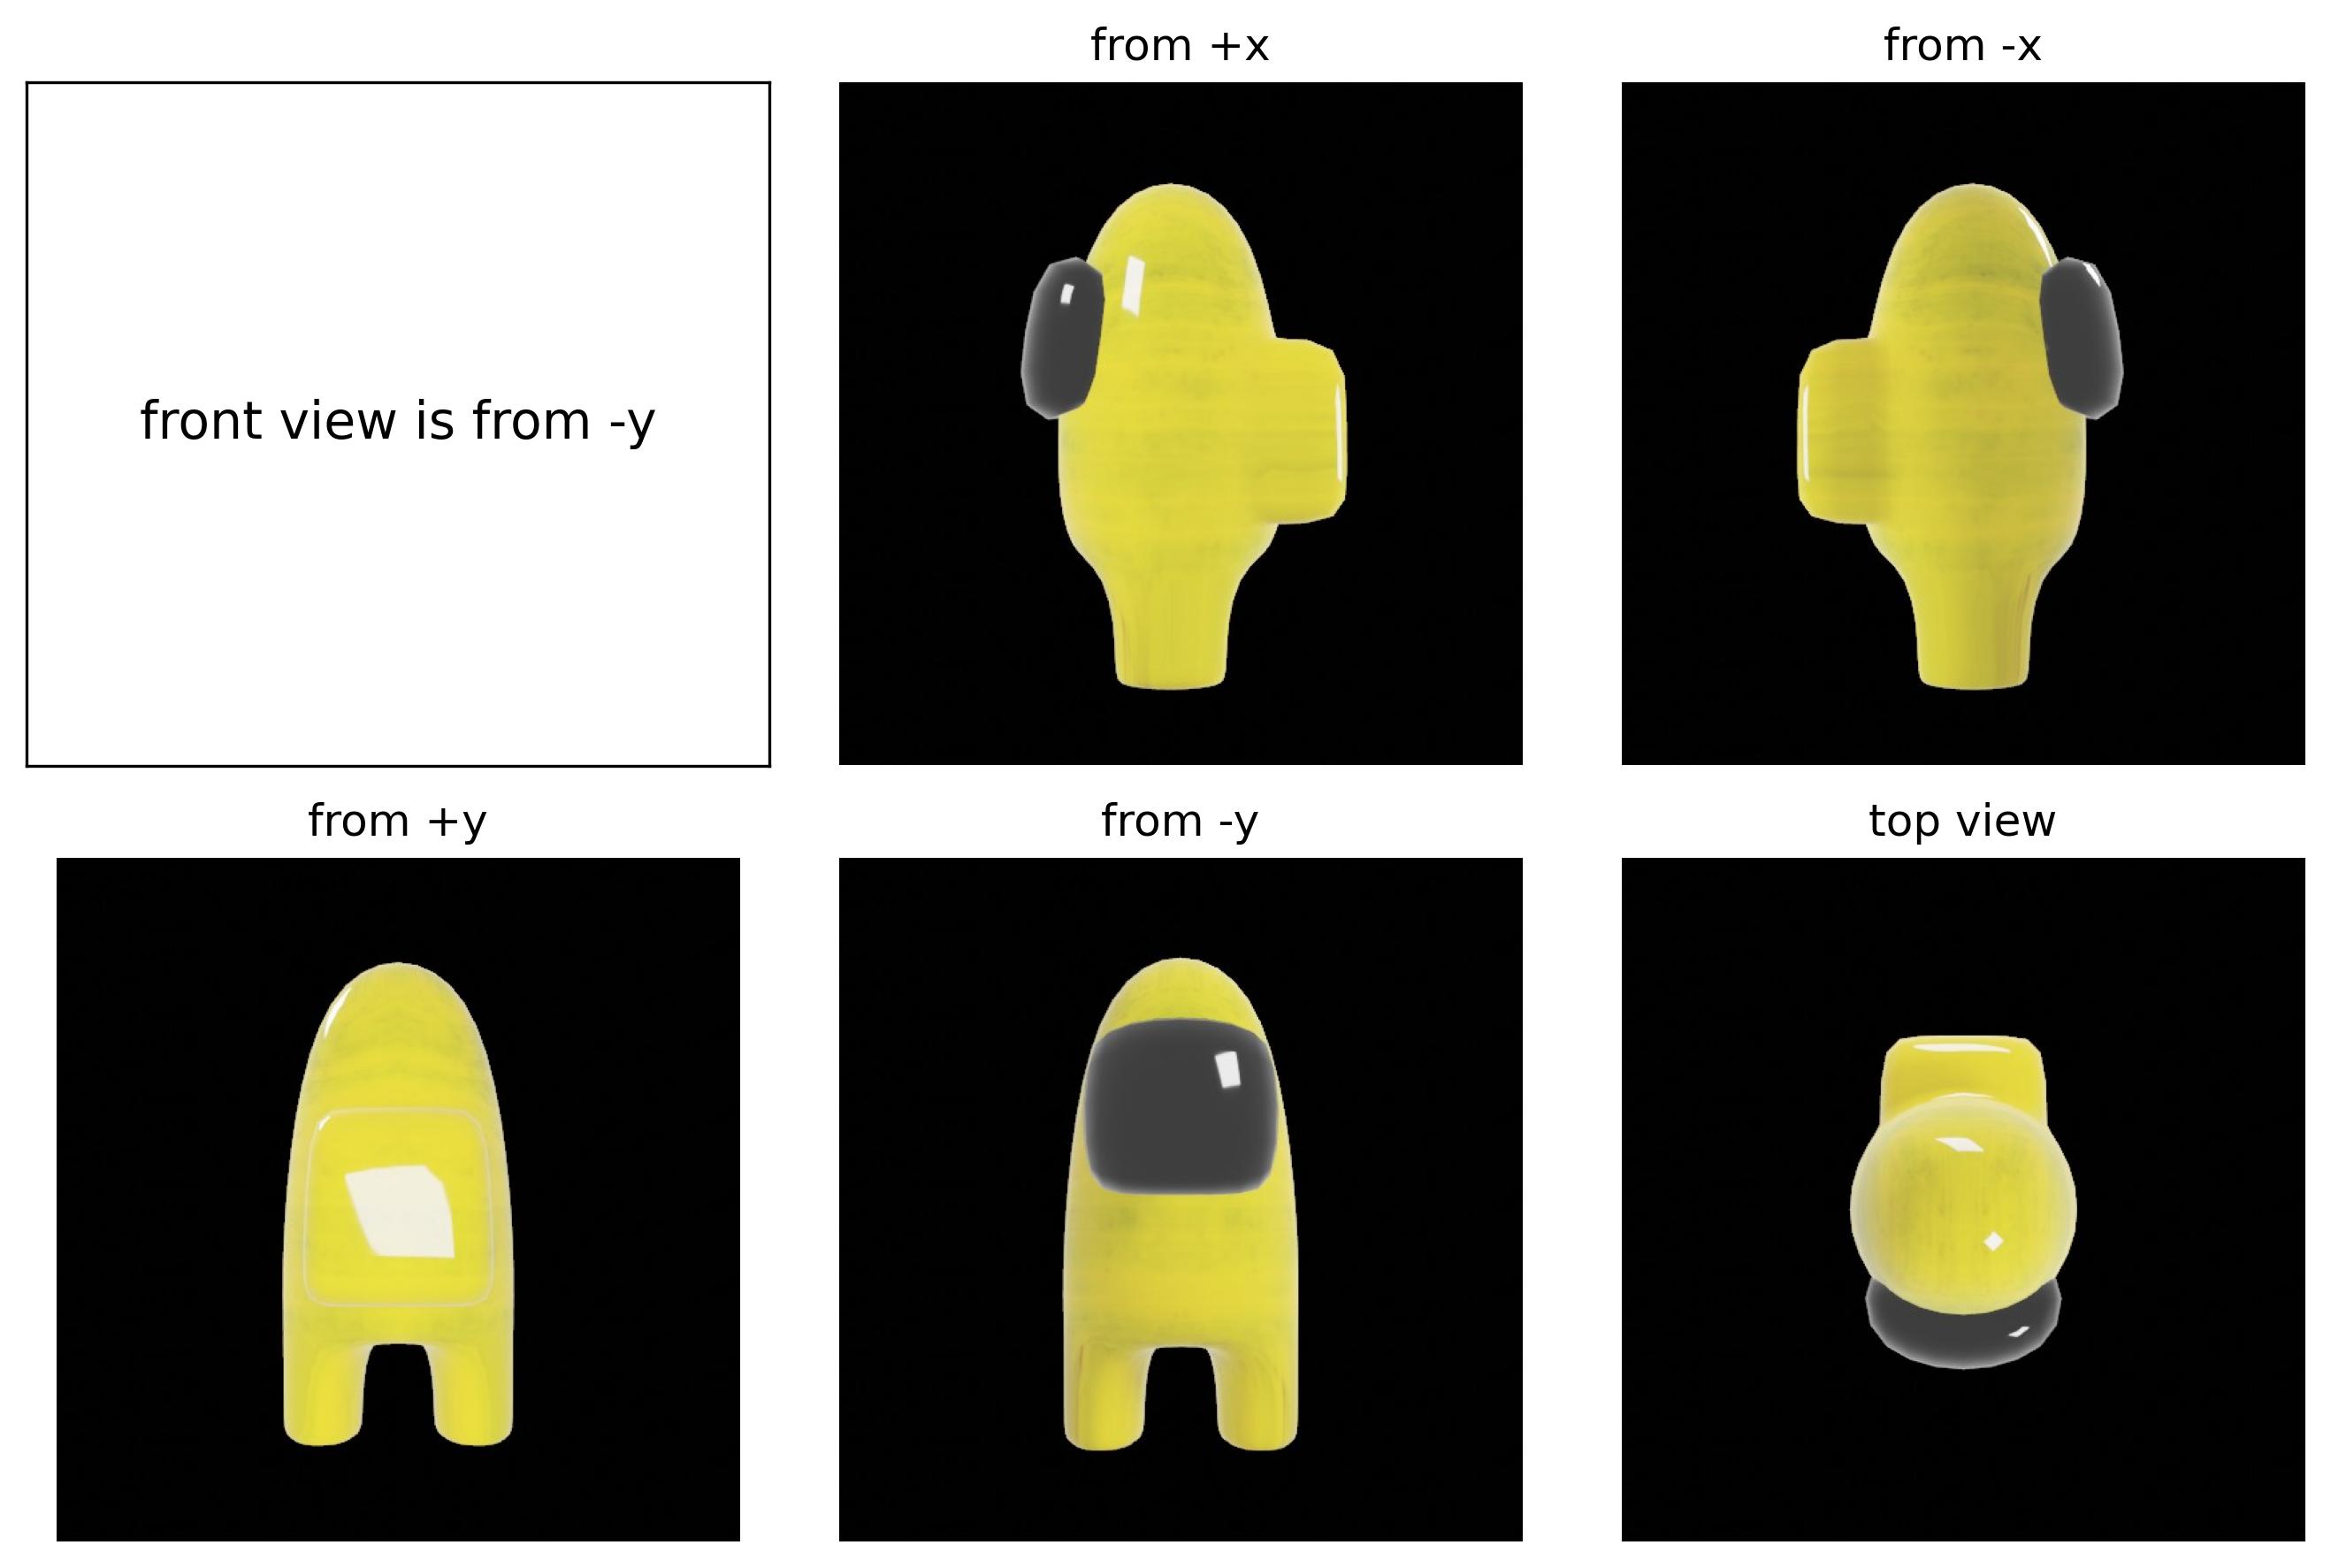 from +x
from -x
front view is from -y
from +y
from -y
top view